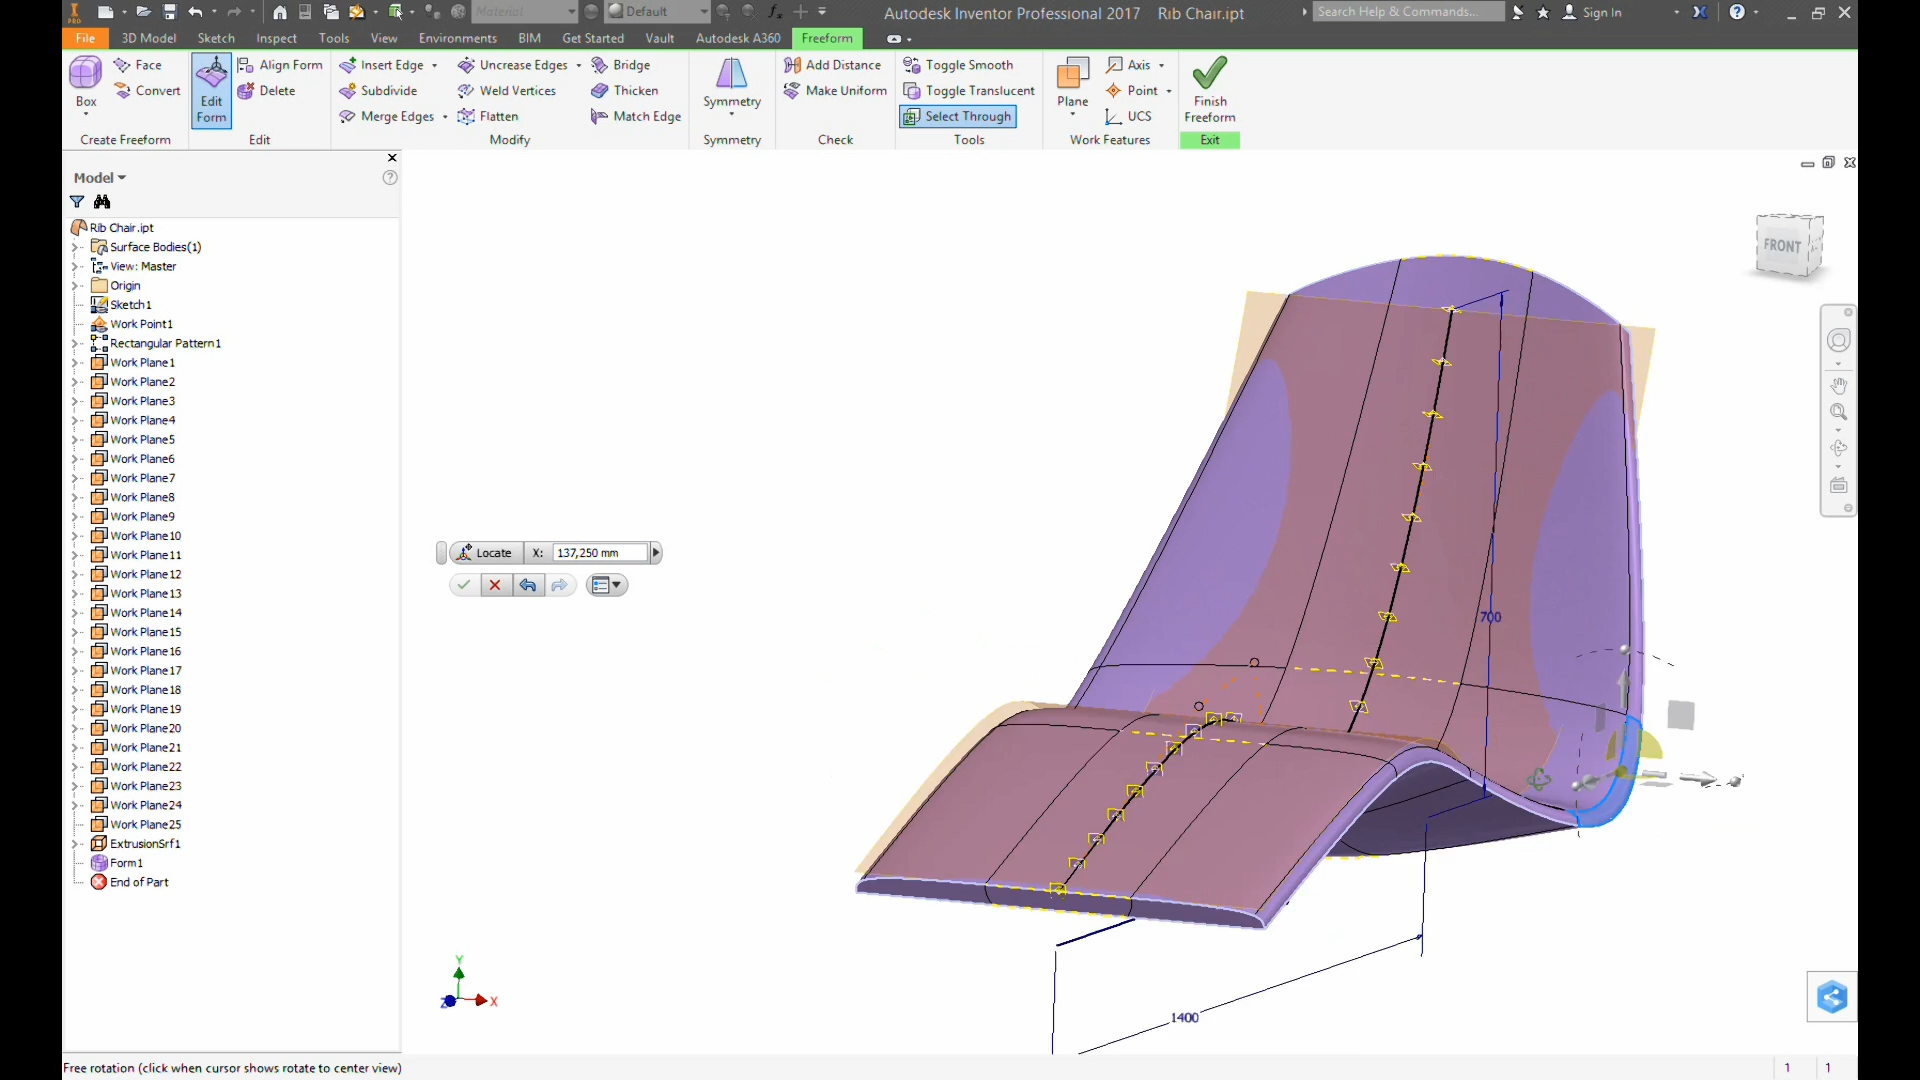 PRO
Material
Default
Autodesk Inventor Professional 2017 Rib Chair.ipt
Search Help & Commands...
Sign In
File 3D Model Sketch Inspect Tools View Environments BIM Get Started Vault Autodesk A360 Freeform
Box
Face
Convert
Create Freeform
Edit Form
Align Form
Delete
Edit
Insert Edge
Subdivide
Merge Edges
Uncrease Edges
Weld Vertices
Flatten
Bridge
Thicken
Match Edge
Modify
Symmetry
Symmetry
Add Distance
Make Uniform
Check
Toggle Smooth
Toggle Translucent
Select Through
Tools
Plane
Axis
Point
UCS
Work Features
Finish Freeform
Exit
Model
Rib Chair.ipt
Surface Bodies(1)
View: Master
Origin
Sketch1
Work Point1
Rectangular Pattern1
Work Plane1
Work Plane2
Work Plane3
Work Plane4
Work Plane5
Work Plane6
Work Plane7
Work Plane8
Work Plane9
Work Plane10
Work Plane11
Work Plane12
Work Plane13
Work Plane14
Work Plane15
Work Plane16
Work Plane17
Work Plane18
Work Plane19
Work Plane20
Work Plane21
Work Plane22
Work Plane23
Work Plane24
Work Plane25
ExtrusionSrf1
Form1
End of Part
Locate X: 137,250 mm
FRONT
700
1400
Y
Z
X
Free rotation (click when cursor shows rotate to center view)
1 1